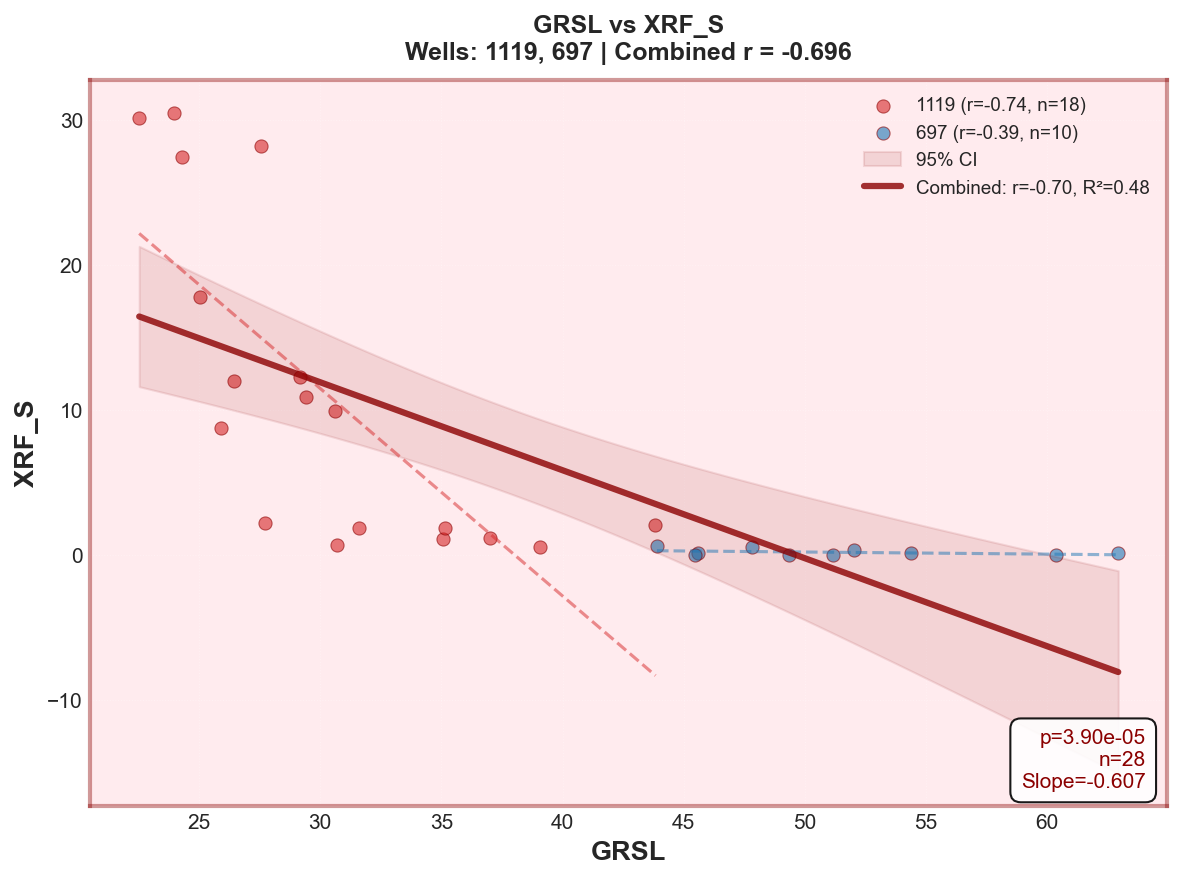 GRSL vs XRF_S
Wells: 1119, 697 | Combined r = -0.696
1119 (r=-0.74, n=18)
697 (r=-0.39, n=10)
95% CI
Combined: r=-0.70, R²=0.48
XRF_S
30
20
10
0
−10
p=3.90e-05
n=28
Slope=-0.607
25 30 35 40 45 50 55 60
GRSL